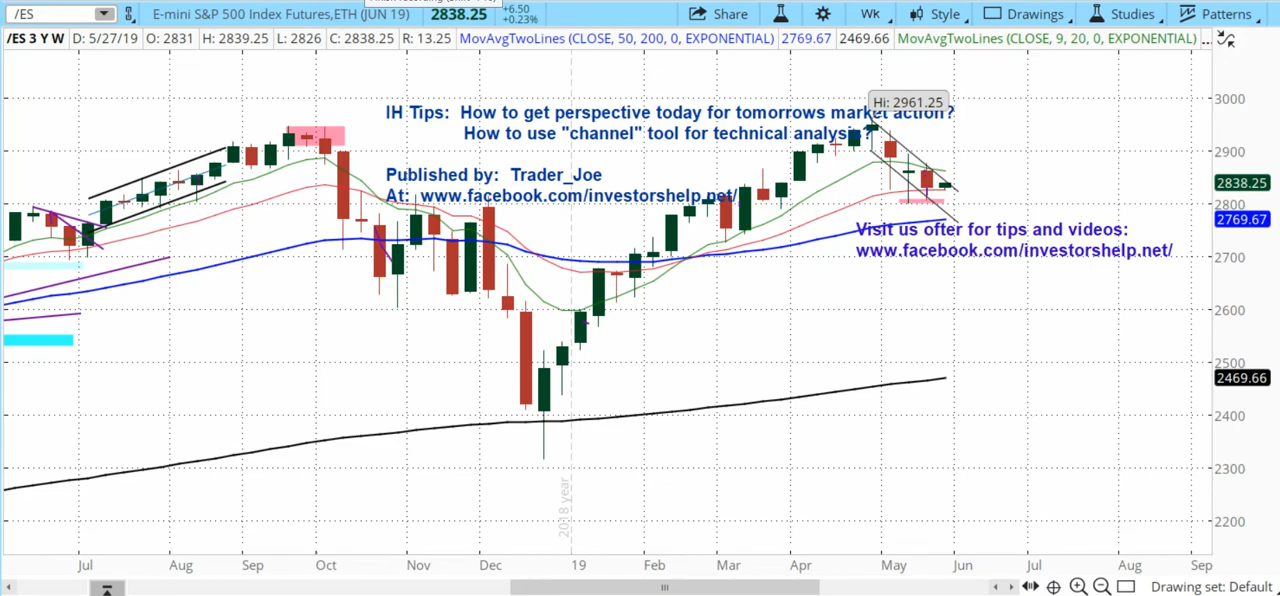 /ES
E-mini S&P 500 Index Futures,ETH (JUN 19)
2838.25
+6.50
+0.23%
Share
Wk
Style
Drawings
Studies
Patterns
/ES 3 Y W
D: 5/27/19
O: 2831
H: 2839.25
L: 2826
C: 2838.25
R: 13.25
MovAvgTwoLines (CLOSE, 50, 200, 0, EXPONENTIAL)
2769.67
2469.66
MovAvgTwoLines (CLOSE, 9, 20, 0, EXPONENTIAL)
...
Hi: 2961.25
IH Tips: How to get perspective today for tomorrows market action?
How to use "channel" tool for technical analysis?
Published by: Trader_Joe
At: www.facebook.com/investorshelp.net/
Visit us offer for tips and videos:
www.facebook.com/investorshelp.net/
3000
2900
2838.25
2800
2769.67
2700
2600
2500
2469.66
2400
2300
2200
2018 year
Jul
Aug
Sep
Oct
Nov
Dec
19
Feb
Mar
Apr
May
Jun
Jul
Aug
Sep
Drawing set: Default